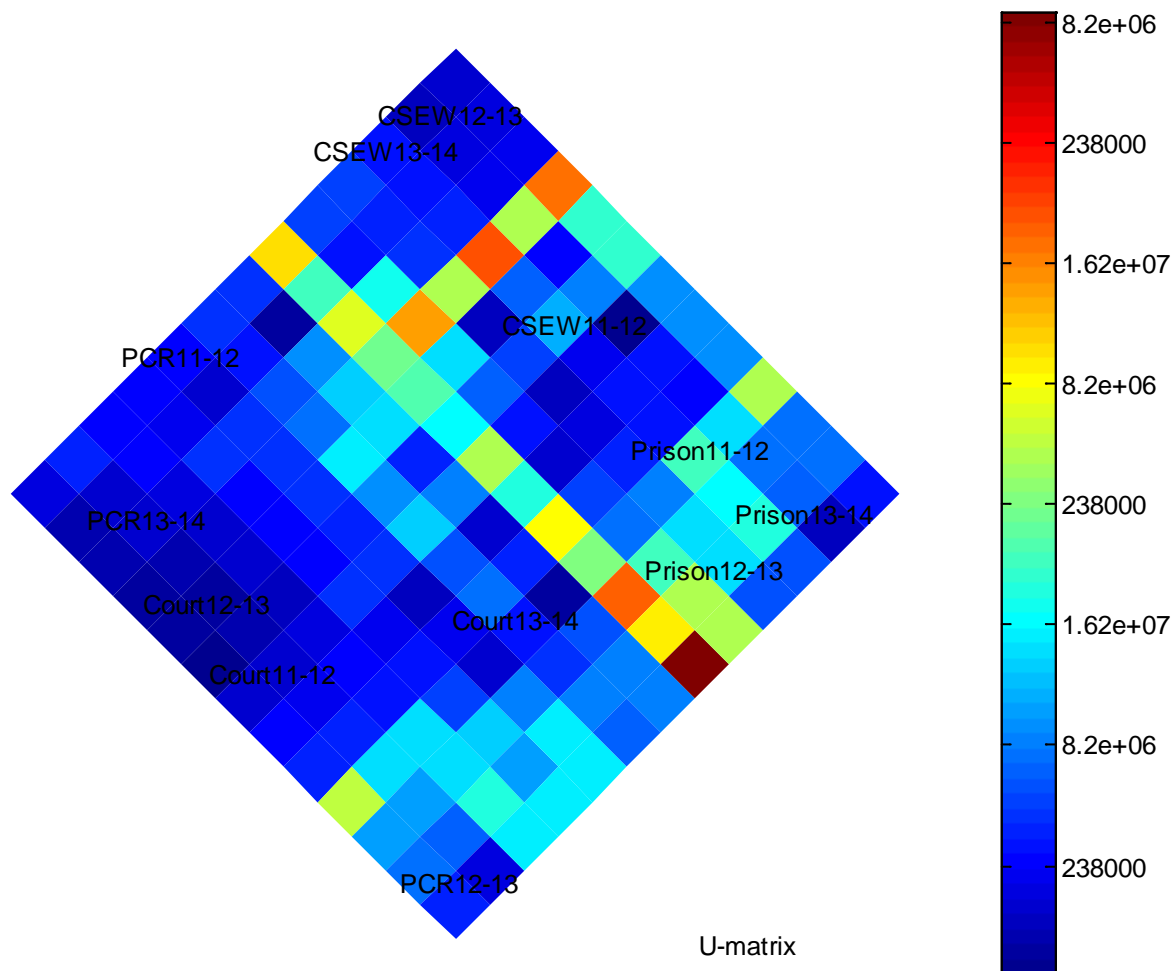 8.2e+06
CSEW12-13
238000
CSEW13-14
1.62e+07
CSEW11-12
PCR11-12
8.2e+06
Prison11-12
238000
PCR13-14
Prison13-14
Prison12-13
Court12-13
Court13-14
1.62e+07
Court11-12
8.2e+06
238000
PCR12-13
U-matrix